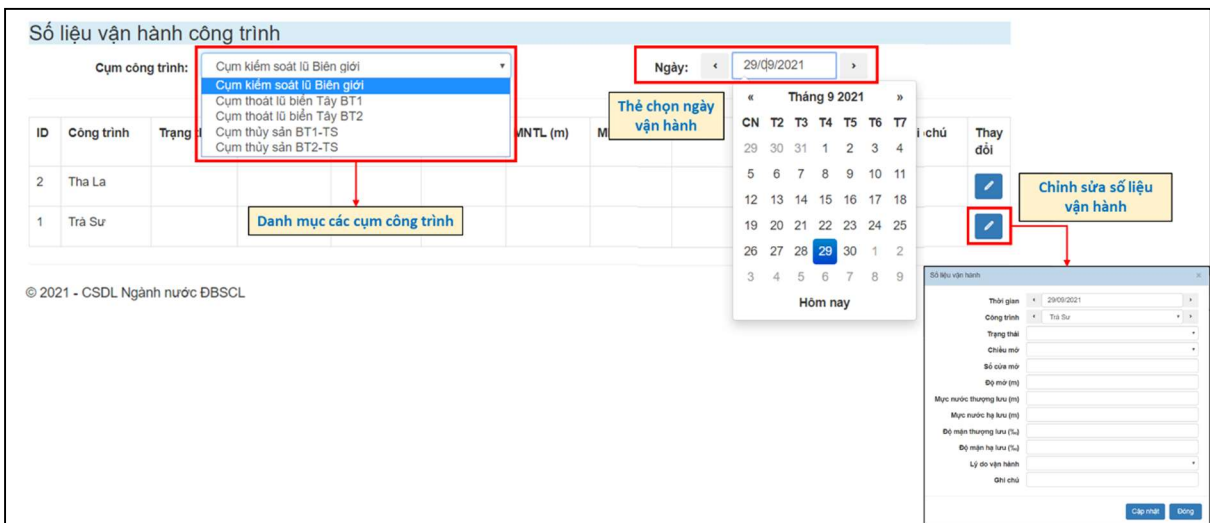 Số liệu vận hành công trình
Cụm công trình: Cụm kiểm soát lũ Biên giới
Cụm kiểm soát lũ Biên giới
Cụm thoát lũ biển Tây BT1
Cụm thoát lũ biển Tây BT2
Cụm thủy sản BT1-TS
Cụm thủy sản BT2-TS
Ngày: ‹ 29/09/2021 ›
Thẻ chọn ngày
vận hành
« Tháng 9 2021 »
CN T2 T3 T4 T5 T6 T7
29 30 31 1 2 3 4
5 6 7 8 9 10 11
12 13 14 15 16 17 18
19 20 21 22 23 24 25
26 27 28 29 30 1 2
3 4 5 6 7 8 9
Hôm nay
ID Công trình Trạng MNTL (m) M chú Thay
đổi
2 Tha La
1 Trà Sư
Danh mục các cụm công trình
Chỉnh sửa số liệu
vận hành
© 2021 - CSDL Ngành nước ĐBSCL
Số liệu vận hành ×
Thời gian ‹ 29/09/2021 ›
Công trình ‹ Trà Sư ›
Trạng thái
Chiều mở
Số cửa mở
Độ mở (m)
Mực nước thượng lưu (m)
Mực nước hạ lưu (m)
Độ mặn thượng lưu (‰)
Độ mặn hạ lưu (‰)
Lý do vận hành
Ghi chú
Cập nhật Đóng